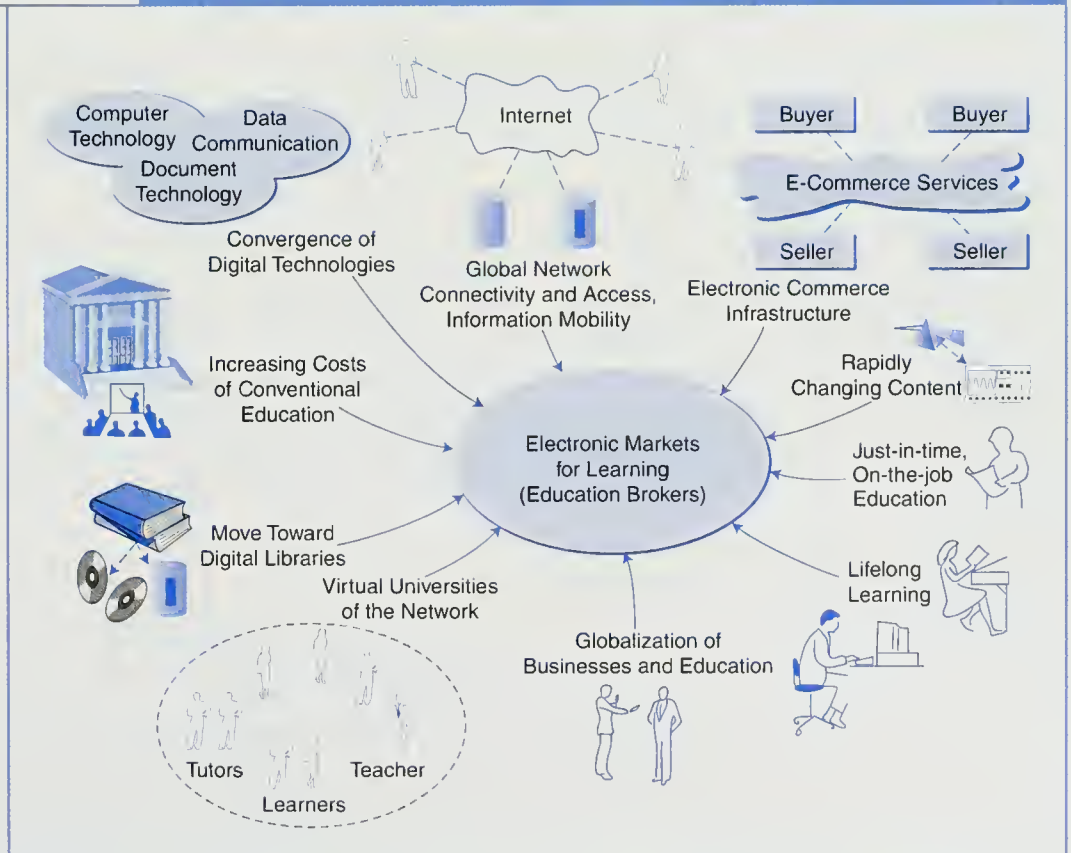 Computer
Technology
Data
Communication
Document
Technology
Internet
Buyer
Buyer
E-Commerce Services
Seller
Seller
Convergence of
Digital Technologies
Global Network
Connectivity and Access,
Information Mobility
Electronic Commerce
Infrastructure
Increasing Costs
of Conventional
Education
Rapidly
Changing Content
Electronic Markets
for Learning
(Education Brokers)
Just-in-time,
On-the-job
Education
Move Toward
Digital Libraries
Virtual Universities
of the Network
Lifelong
Learning
Globalization of
Businesses and Education
Tutors
Teacher
Learners